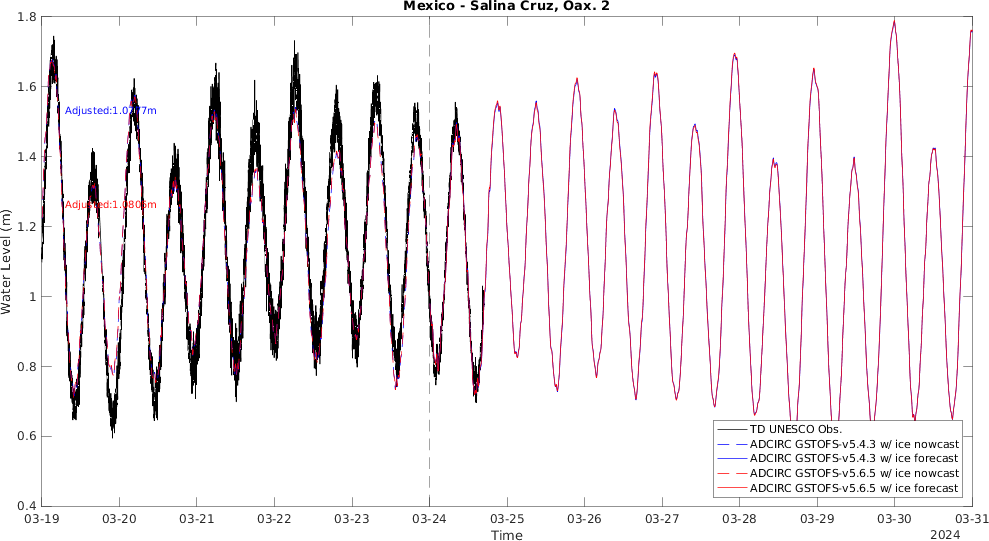 Mexico - Salina Cruz, Oax. 2
1.8
1.6
1.4
1.2
1
0.8
0.6
0.4
Water Level (m)
03-19
03-20
03-21
03-22
03-23
03-24
03-25
03-26
03-27
03-28
03-29
03-30
03-31
Time
2024
TD UNESCO Obs.
ADCIRC GSTOFS-v5.4.3 w/ ice nowcast
ADCIRC GSTOFS-v5.4.3 w/ ice forecast
ADCIRC GSTOFS-v5.6.5 w/ ice nowcast
ADCIRC GSTOFS-v5.6.5 w/ ice forecast